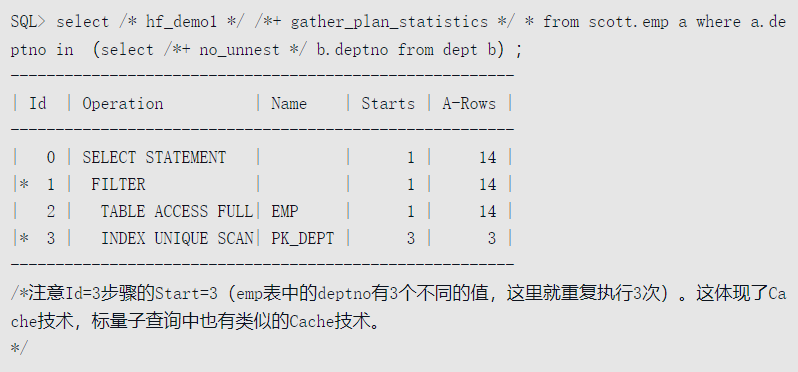 SQL> select /* hf_demo1 */ /*+ gather_plan_statistics */ * from scott.emp a where a.de
ptno in （select /*+ no_unnest */ b.deptno from dept b）;
--------------------------------------------------------
| Id | Operation | Name | Starts | A-Rows |
--------------------------------------------------------
| 0 | SELECT STATEMENT | | 1 | 14 |
|* 1 | FILTER | | 1 | 14 |
| 2 | TABLE ACCESS FULL| EMP | 1 | 14 |
|* 3 | INDEX UNIQUE SCAN| PK_DEPT | 3 | 3 |
--------------------------------------------------------
/*注意Id=3步骤的Start=3（emp表中的deptno有3个不同的值，这里就重复执行3次）。这体现了Ca
che技术，标量子查询中也有类似的Cache技术。
*/